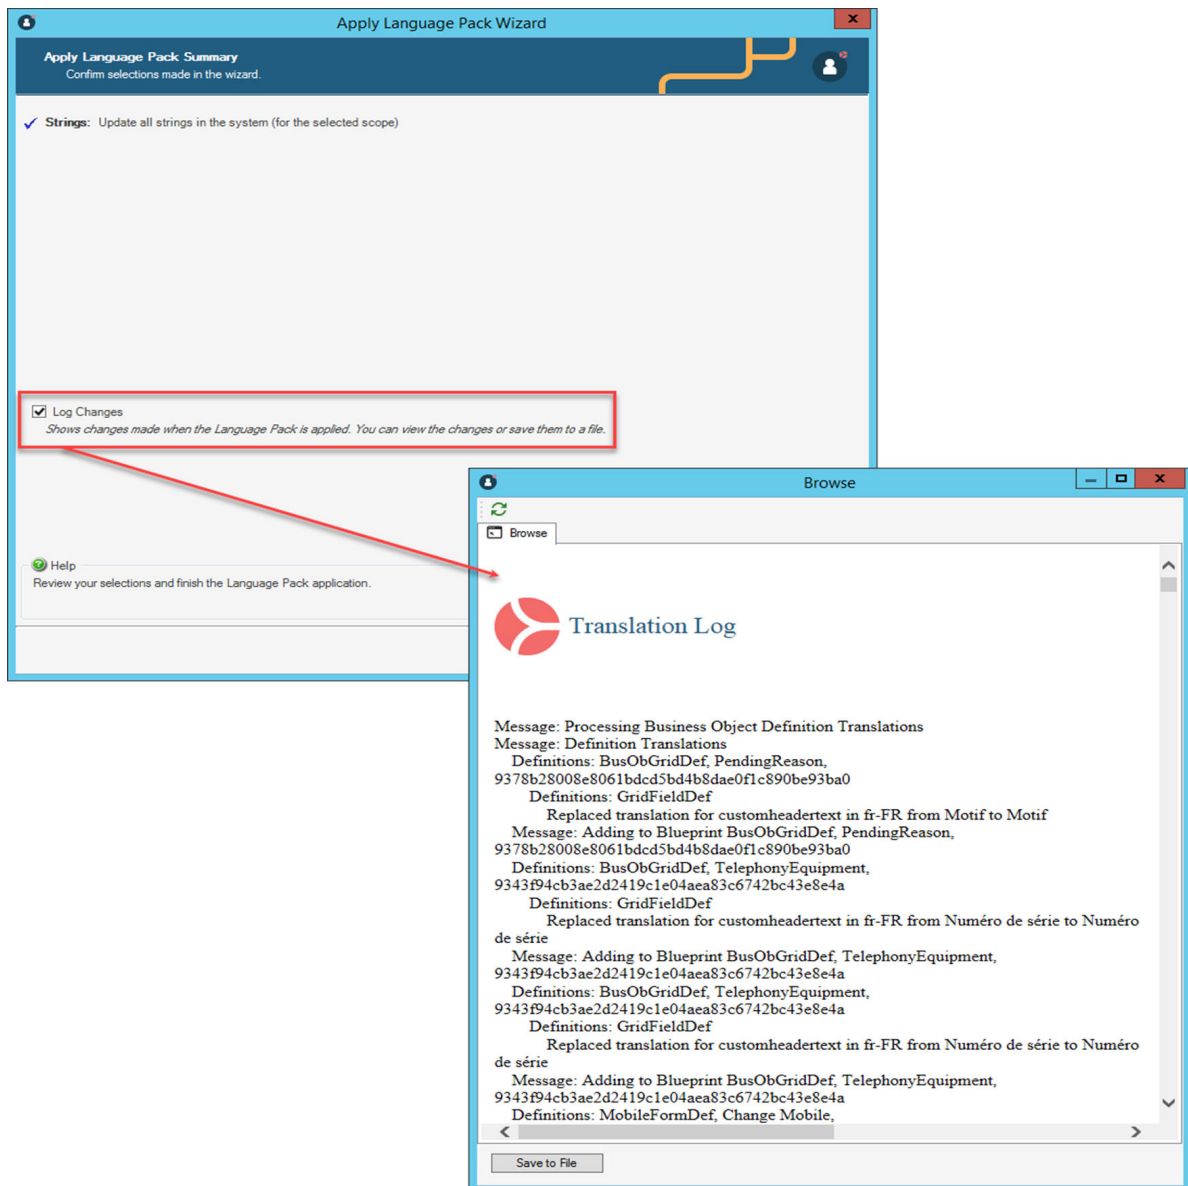 Apply Language Pack Wizard
x
Apply Language Pack Summary
Confirm selections made in the wizard.
Strings: Update all strings in the system (for the selected scope)
Log Changes
Shows changes made when the Language Pack is applied. You can view the changes or save them to a file.
Help
Review your selections and finish the Language Pack application.
Browse
x
Browse
Translation Log
Message: Processing Business Object Definition Translations
Message: Definition Translations
Definitions: BusObGridDef, PendingReason,
9378b28008e8061bdcd5bd4b8dae0f1c890be93ba0
Definitions: GridFieldDef
Replaced translation for customheadertext in fr-FR from Motif to Motif
Message: Adding to Blueprint BusObGridDef, PendingReason,
9378b28008e8061bdcd5bd4b8dae0f1c890be93ba0
Definitions: BusObGridDef, TelephonyEquipment,
9343f94cb3ae2d2419c1e04aea83c6742bc43e8e4a
Definitions: GridFieldDef
Replaced translation for customheadertext in fr-FR from Numéro de série to Numéro
de série
Message: Adding to Blueprint BusObGridDef, TelephonyEquipment,
9343f94cb3ae2d2419c1e04aea83c6742bc43e8e4a
Definitions: BusObGridDef, TelephonyEquipment,
9343f94cb3ae2d2419c1e04aea83c6742bc43e8e4a
Definitions: GridFieldDef
Replaced translation for customheadertext in fr-FR from Numéro de série to Numéro
de série
Message: Adding to Blueprint BusObGridDef, TelephonyEquipment,
9343f94cb3ae2d2419c1e04aea83c6742bc43e8e4a
Definitions: MobileFormDef, Change Mobile,
Save to File